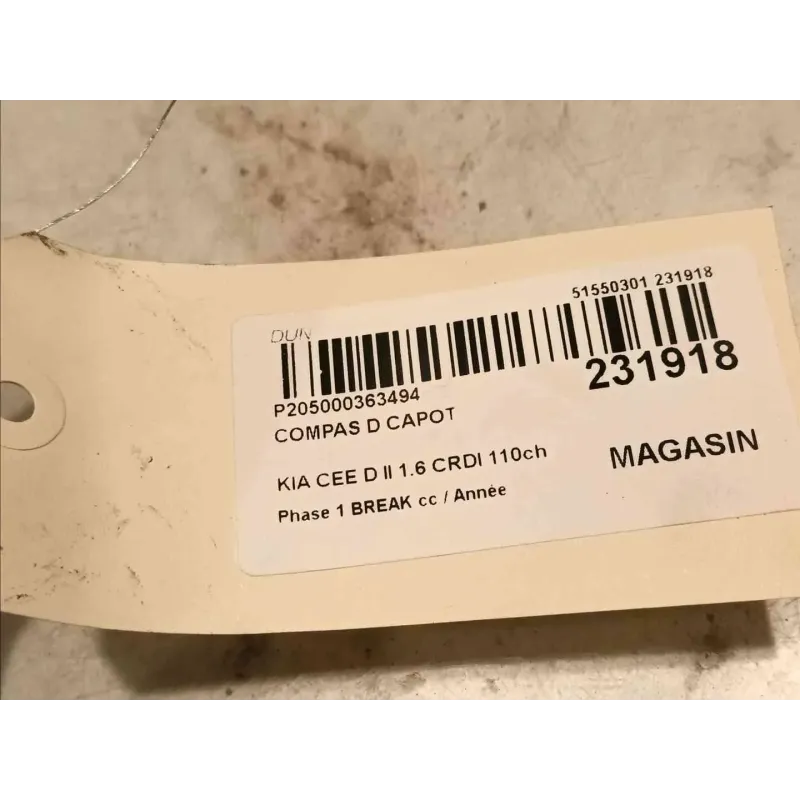 51550301 231918
DUN
231918
P205000363494
COMPAS D CAPOT
KIA CEE D II 1.6 CRDI 110ch
MAGASIN
Phase 1 BREAK cc / Année